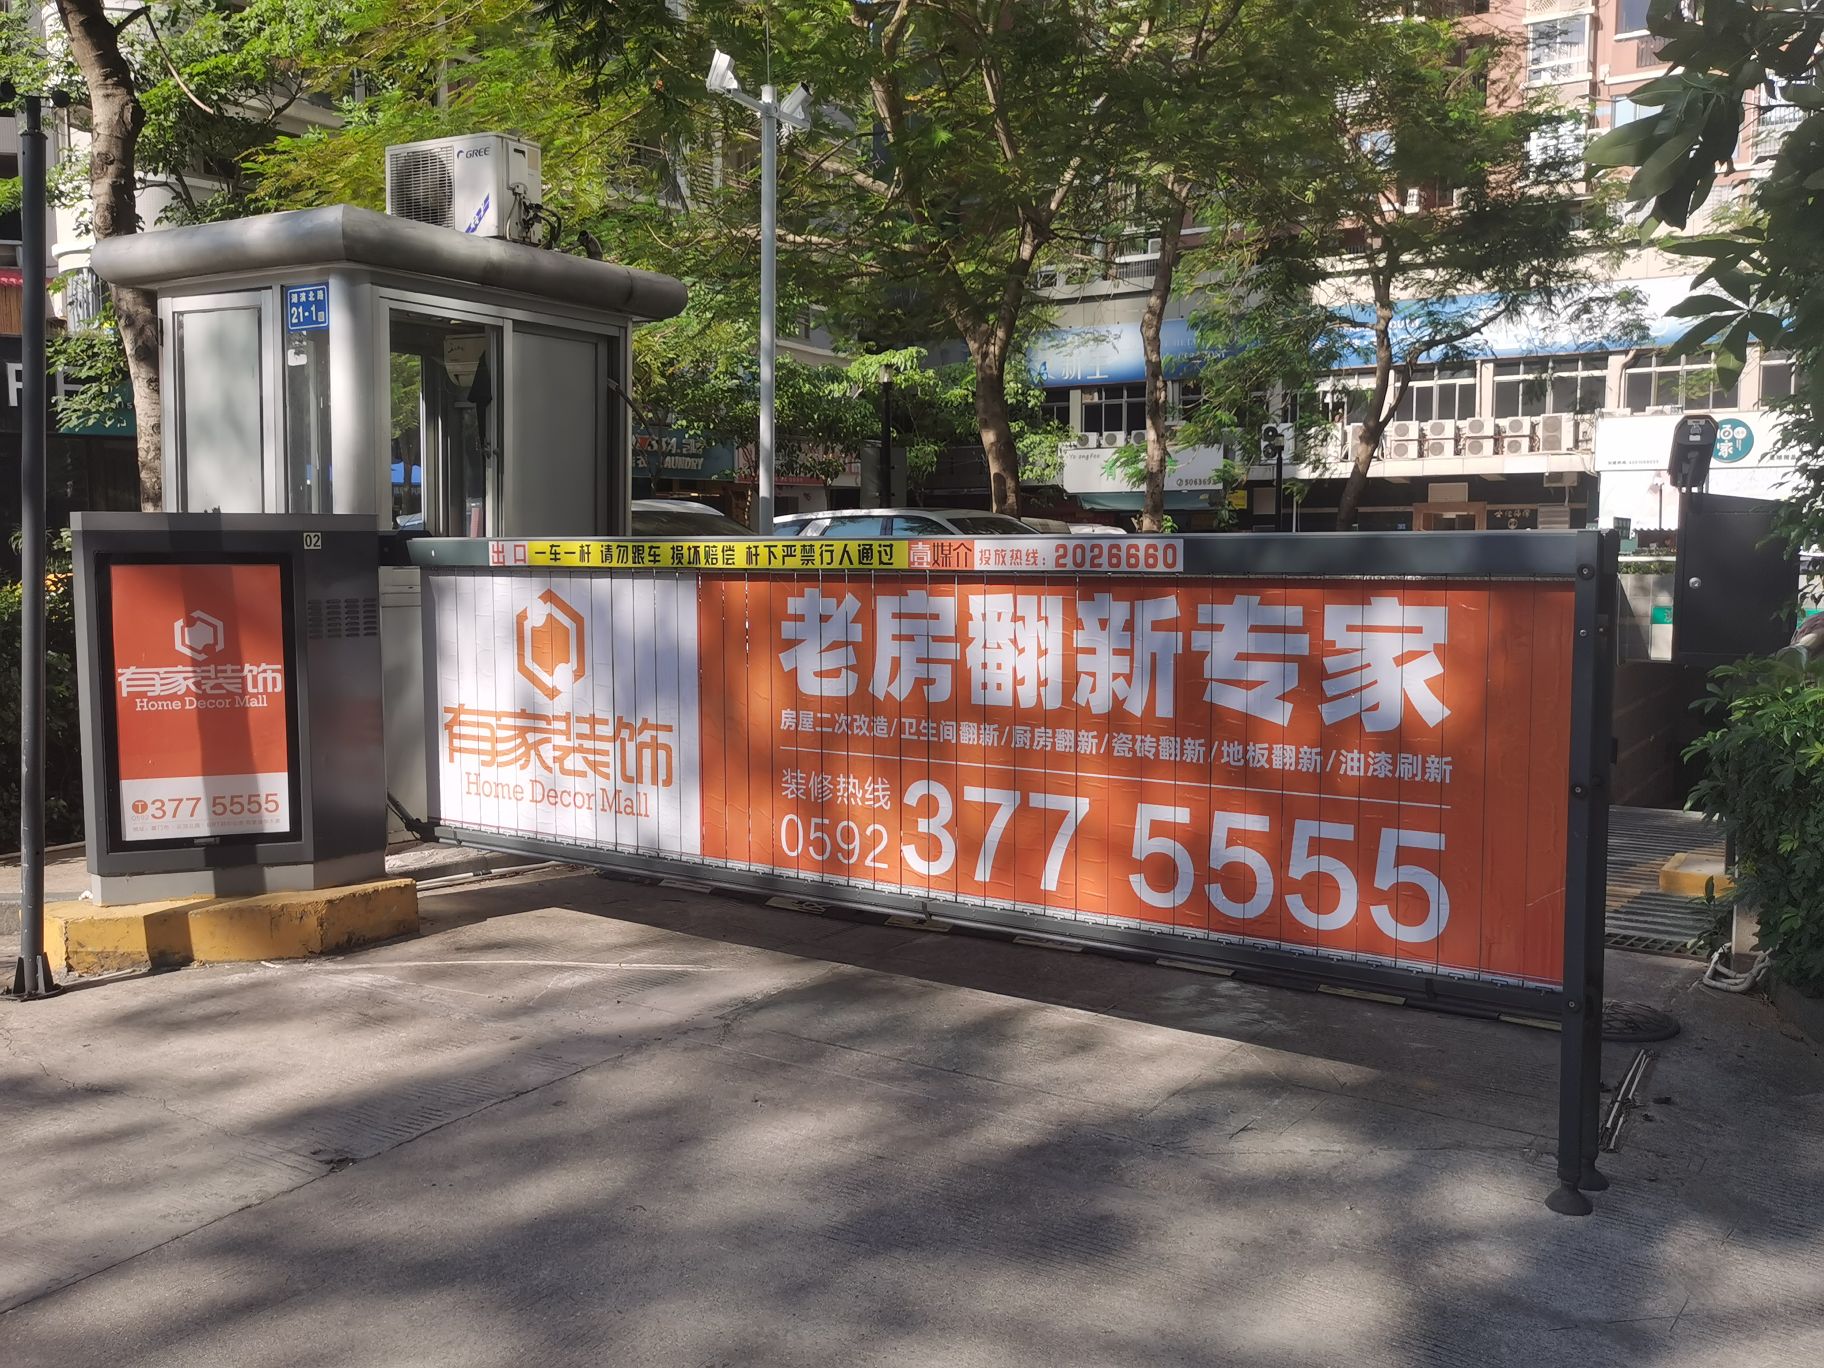 GREE
湖滨北路
21-1
LAUNDRY
Yo ang Fee
02
出口 一车一杆 请勿跟车 损坏赔偿 杆下严禁行人通过 壹媒介 投放热线：2026660
有家装饰
Home Decor Mall
0592 377 5555
有家装饰
Home Decor Mall
老房翻新专家
房屋二次改造/卫生间翻新/厨房翻新/瓷砖翻新/地板翻新/油漆刷新
装修热线
0592 377 5555